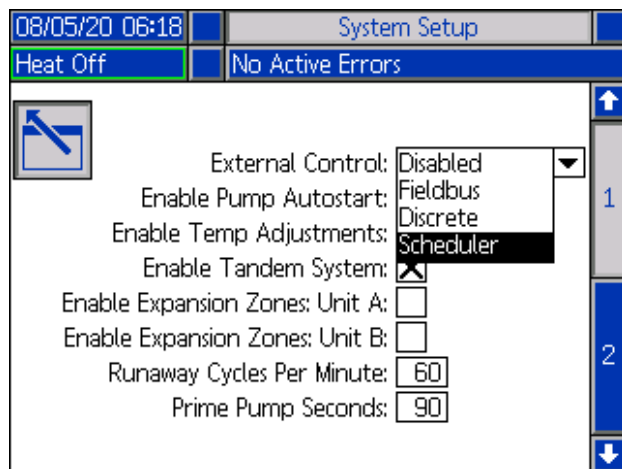 08/05/20 06:18 System Setup
Heat Off No Active Errors
External Control: Disabled
Fieldbus
Enable Pump Autostart:
Discrete
Enable Temp Adjustments:
Scheduler
Enable Tandem System:
Enable Expansion Zones: Unit A:
Enable Expansion Zones: Unit B:
Runaway Cycles Per Minute: 60
Prime Pump Seconds: 90
1
2